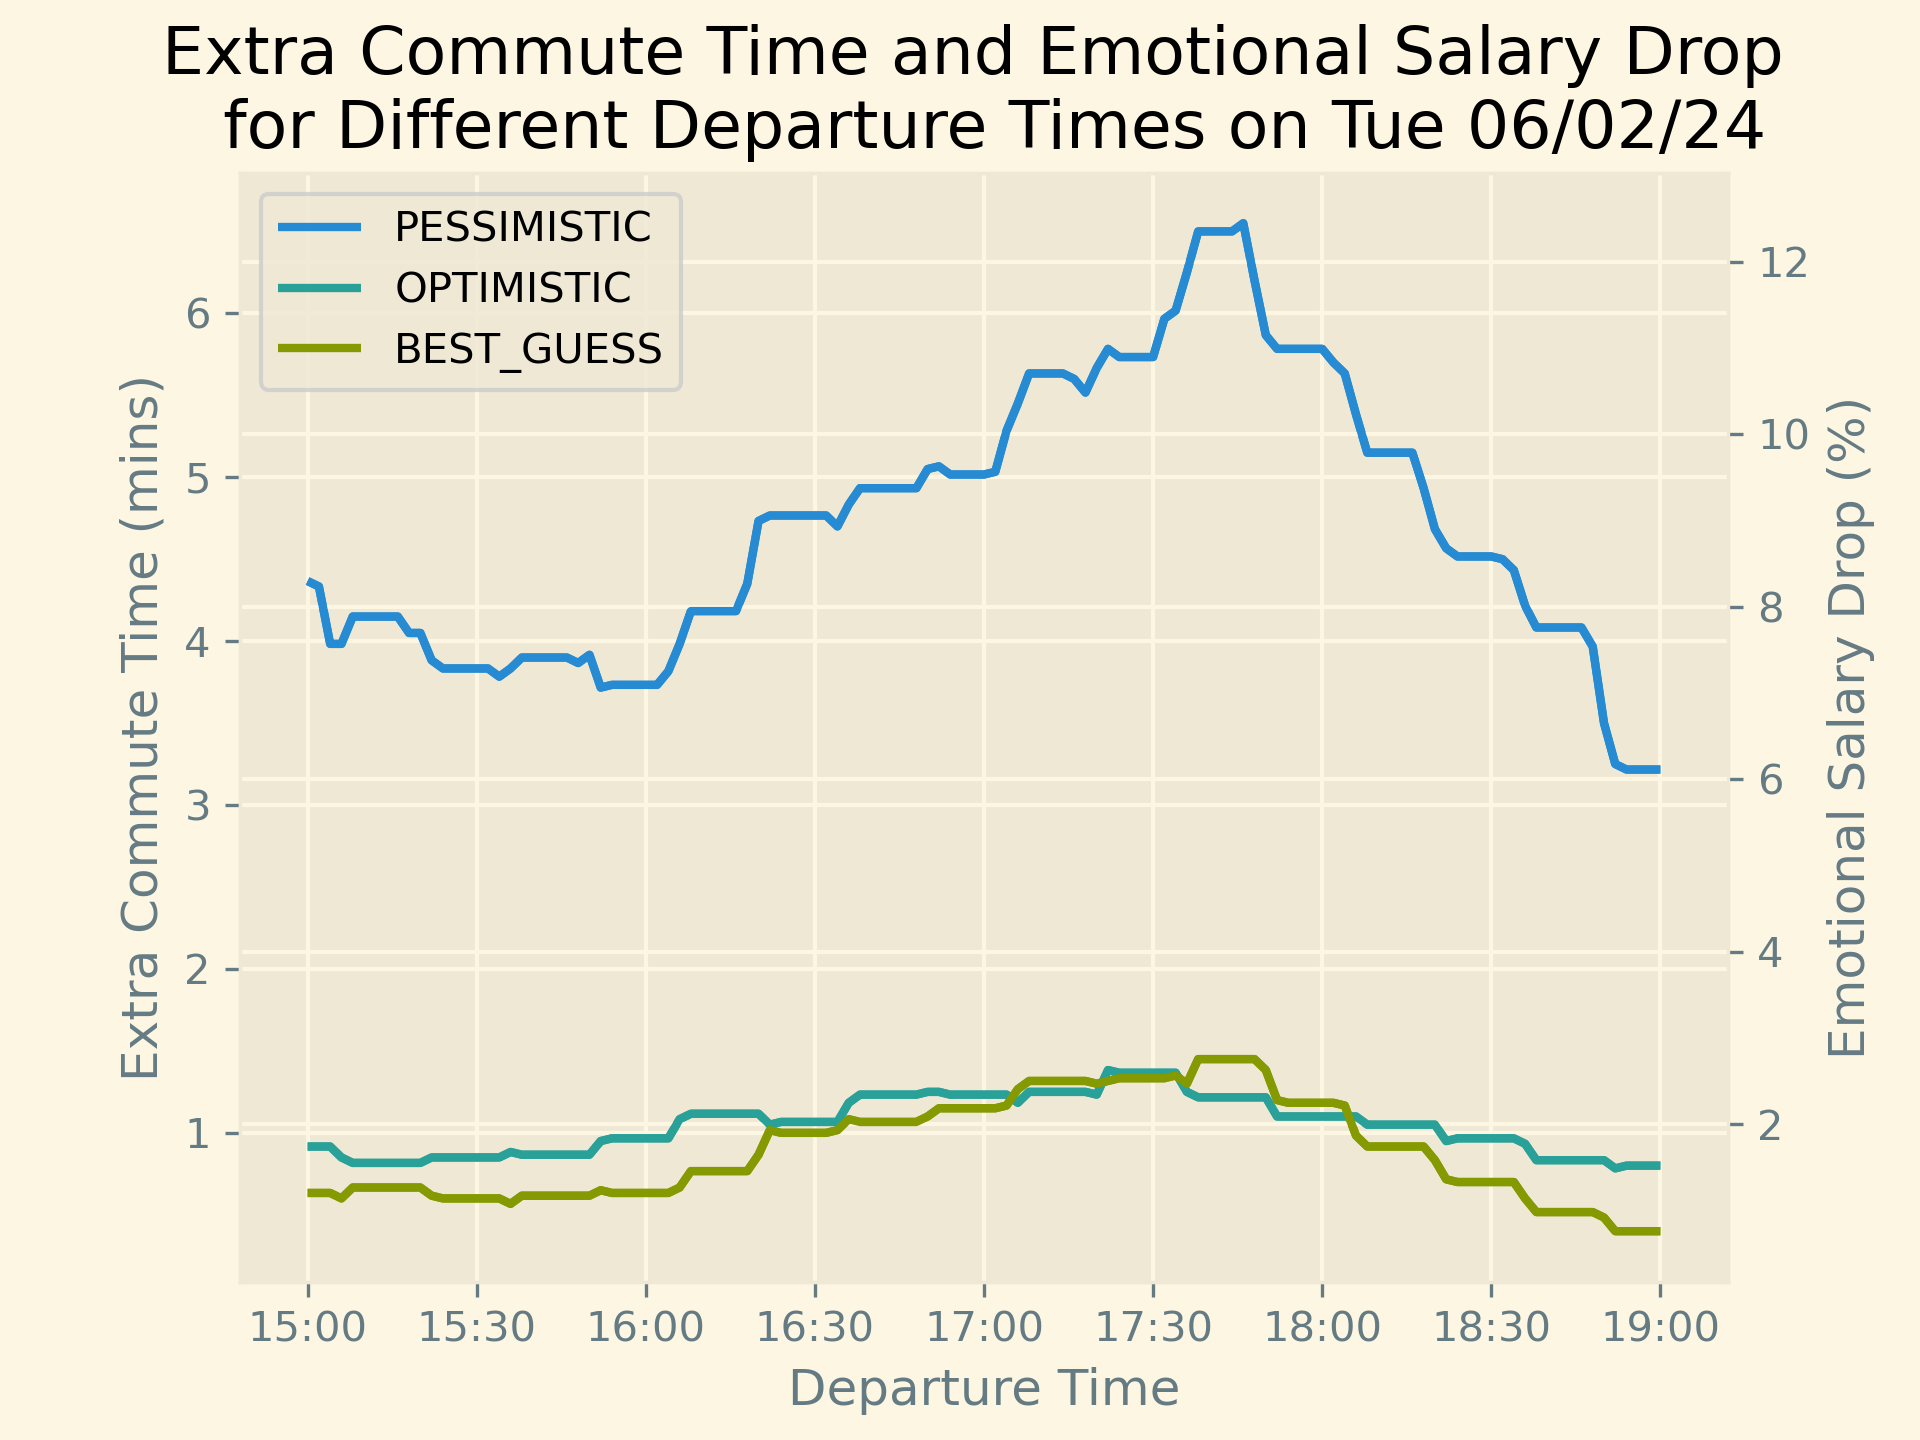 Extra Commute Time and Emotional Salary Drop
for Different Departure Times on Tue 06/02/24
PESSIMISTIC
OPTIMISTIC
BEST_GUESS
Extra Commute Time (mins)
6
5
4
3
2
1
12
10
8
6
4
2
Emotional Salary Drop (%)
15:00 15:30 16:00 16:30 17:00 17:30 18:00 18:30 19:00
Departure Time